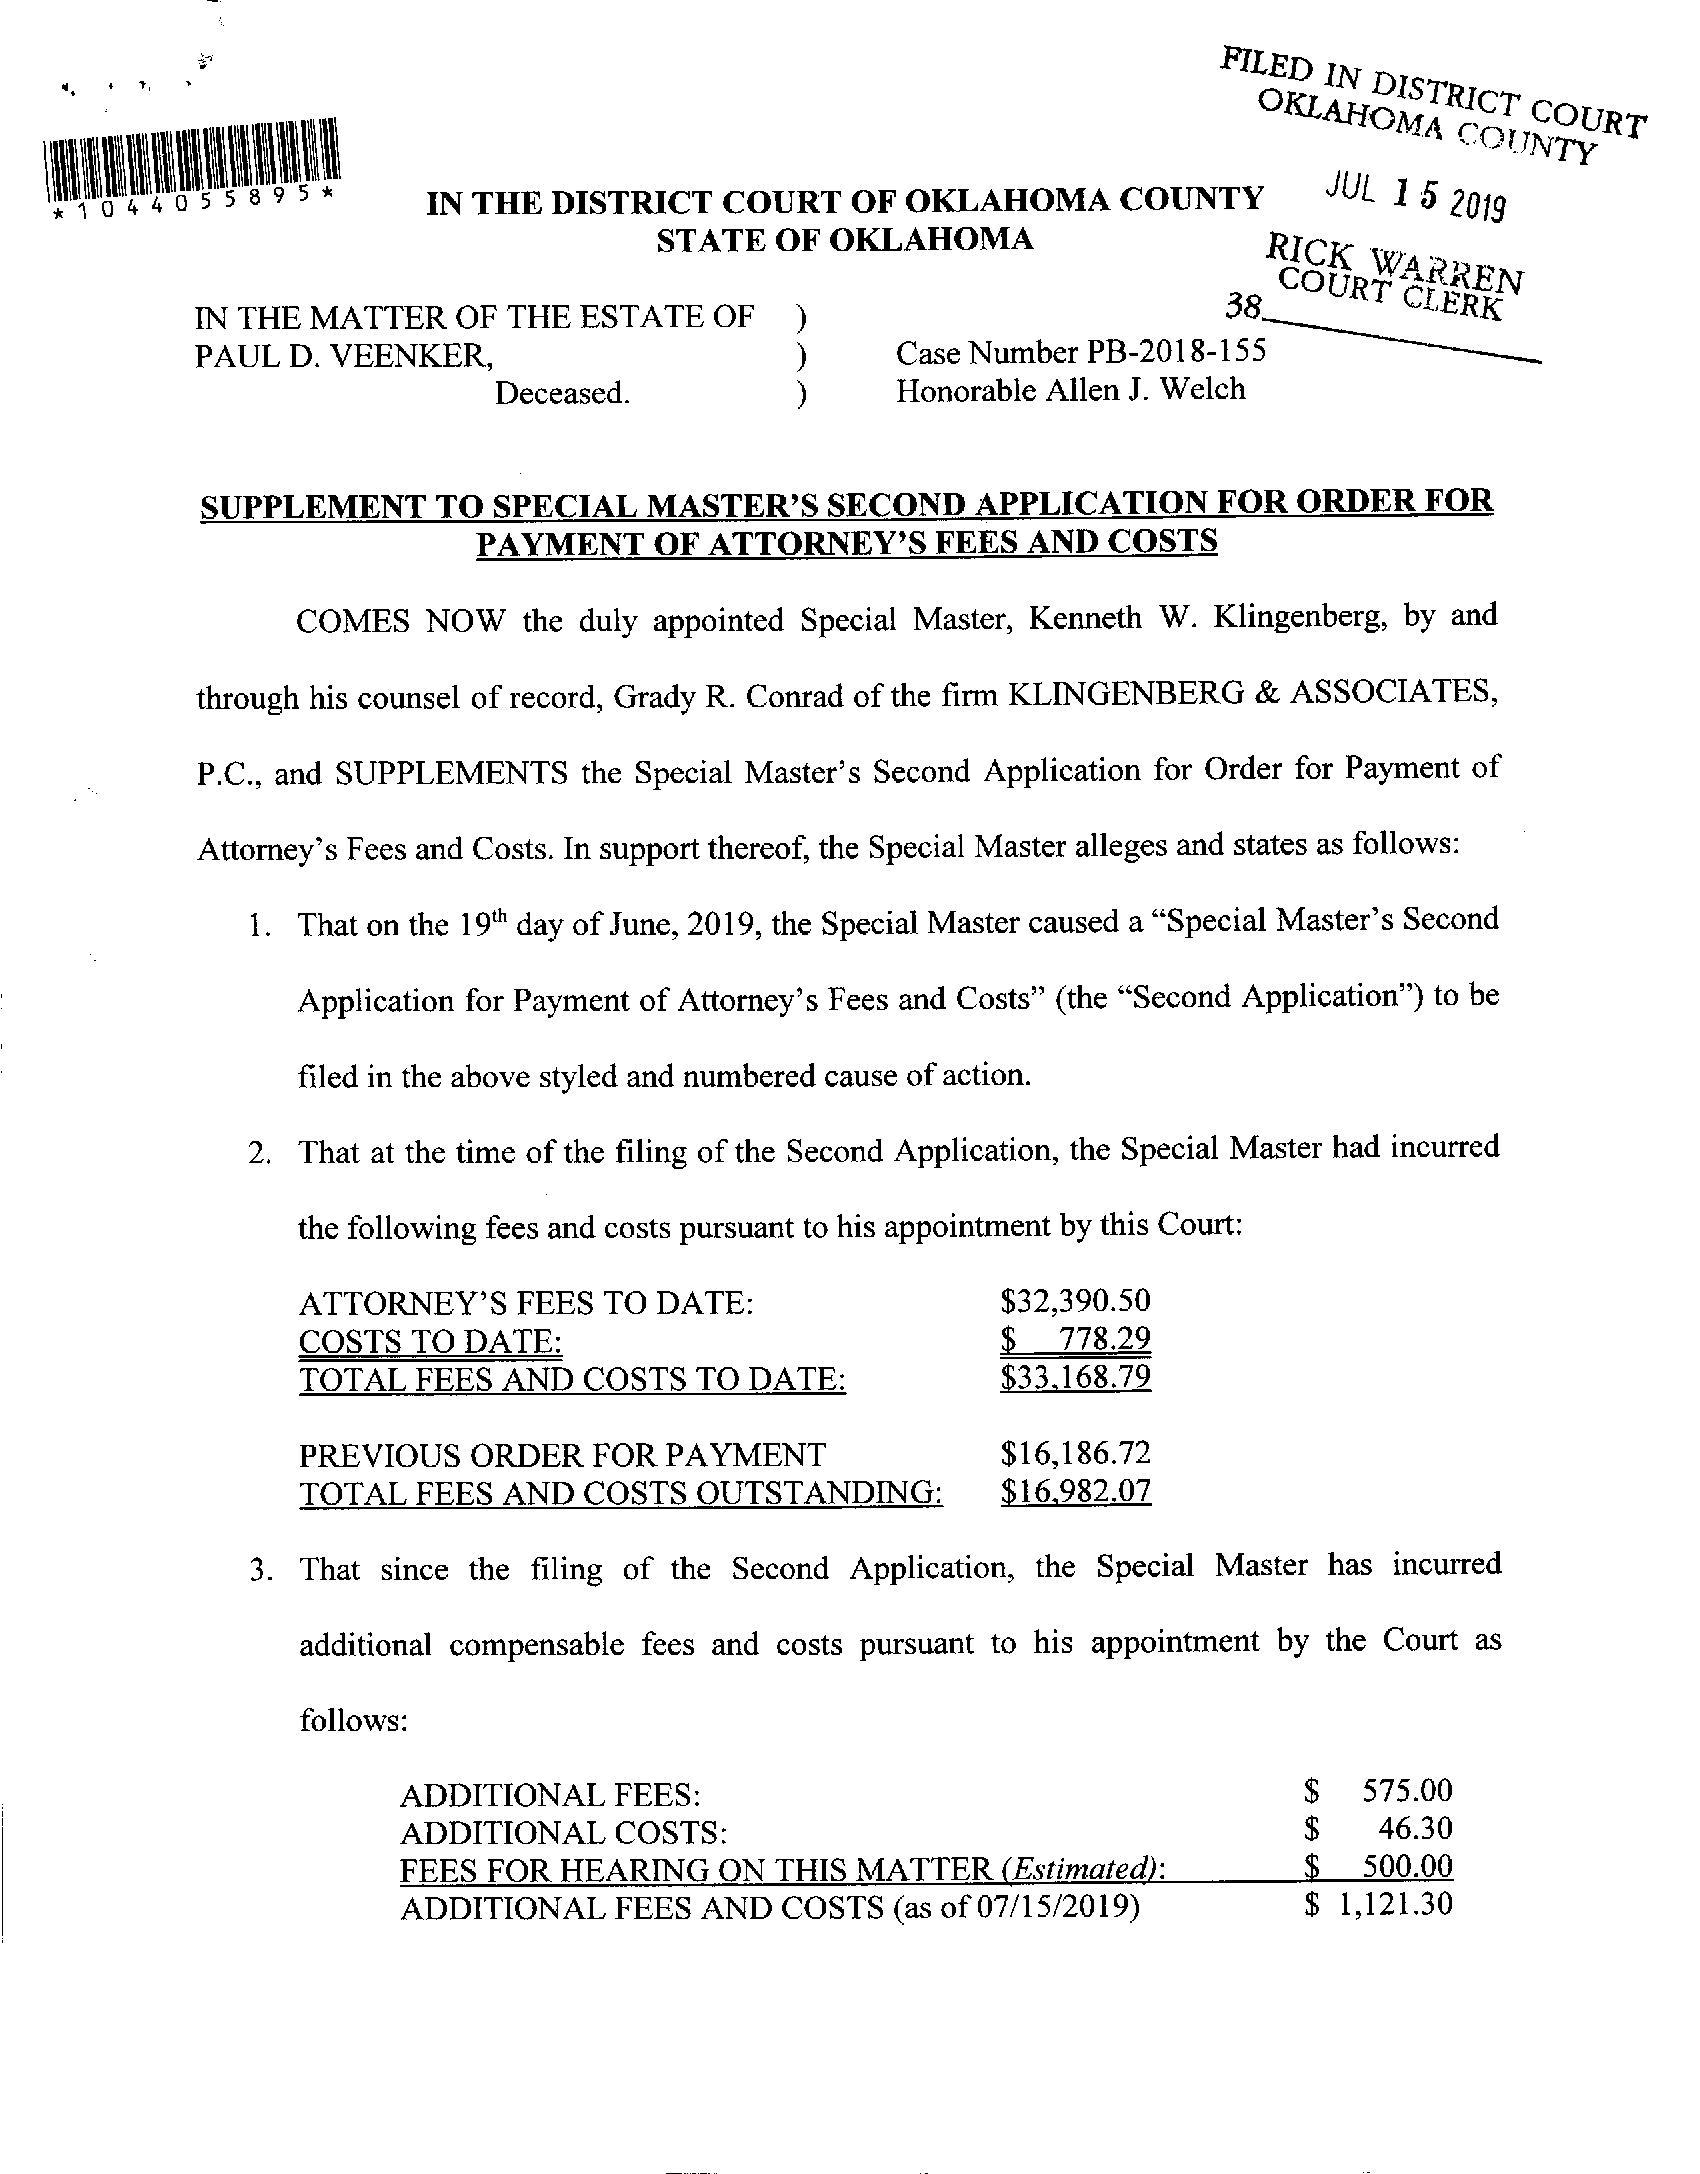 FILED IN DISTRICT COURT
OKLAHOMA COUNTY
JUL 15 2019
RICK WARREN
COURT CLERK
38
*1044055895*
IN THE DISTRICT COURT OF OKLAHOMA COUNTY
STATE OF OKLAHOMA
IN THE MATTER OF THE ESTATE OF )
PAUL D. VEENKER, ) Case Number PB-2018-155
Deceased. ) Honorable Allen J. Welch
SUPPLEMENT TO SPECIAL MASTER’S SECOND APPLICATION FOR ORDER FOR
PAYMENT OF ATTORNEY’S FEES AND COSTS
COMES NOW the duly appointed Special Master, Kenneth W. Klingenberg, by and
through his counsel of record, Grady R. Conrad of the firm KLINGENBERG & ASSOCIATES,
P.C., and SUPPLEMENTS the Special Master’s Second Application for Order for Payment of
Attorney’s Fees and Costs. In support thereof, the Special Master alleges and states as follows:
1. That on the 19th day of June, 2019, the Special Master caused a “Special Master’s Second
Application for Payment of Attorney’s Fees and Costs” (the “Second Application”) to be
filed in the above styled and numbered cause of action.
2. That at the time of the filing of the Second Application, the Special Master had incurred
the following fees and costs pursuant to his appointment by this Court:
ATTORNEY’S FEES TO DATE: $32,390.50
COSTS TO DATE: $ 778.29
TOTAL FEES AND COSTS TO DATE: $33,168.79
PREVIOUS ORDER FOR PAYMENT $16,186.72
TOTAL FEES AND COSTS OUTSTANDING: $16,982.07
3. That since the filing of the Second Application, the Special Master has incurred
additional compensable fees and costs pursuant to his appointment by the Court as
follows:
ADDITIONAL FEES: $ 575.00
ADDITIONAL COSTS: $ 46.30
FEES FOR HEARING ON THIS MATTER (Estimated): $ 500.00
ADDITIONAL FEES AND COSTS (as of 07/15/2019) $ 1,121.30